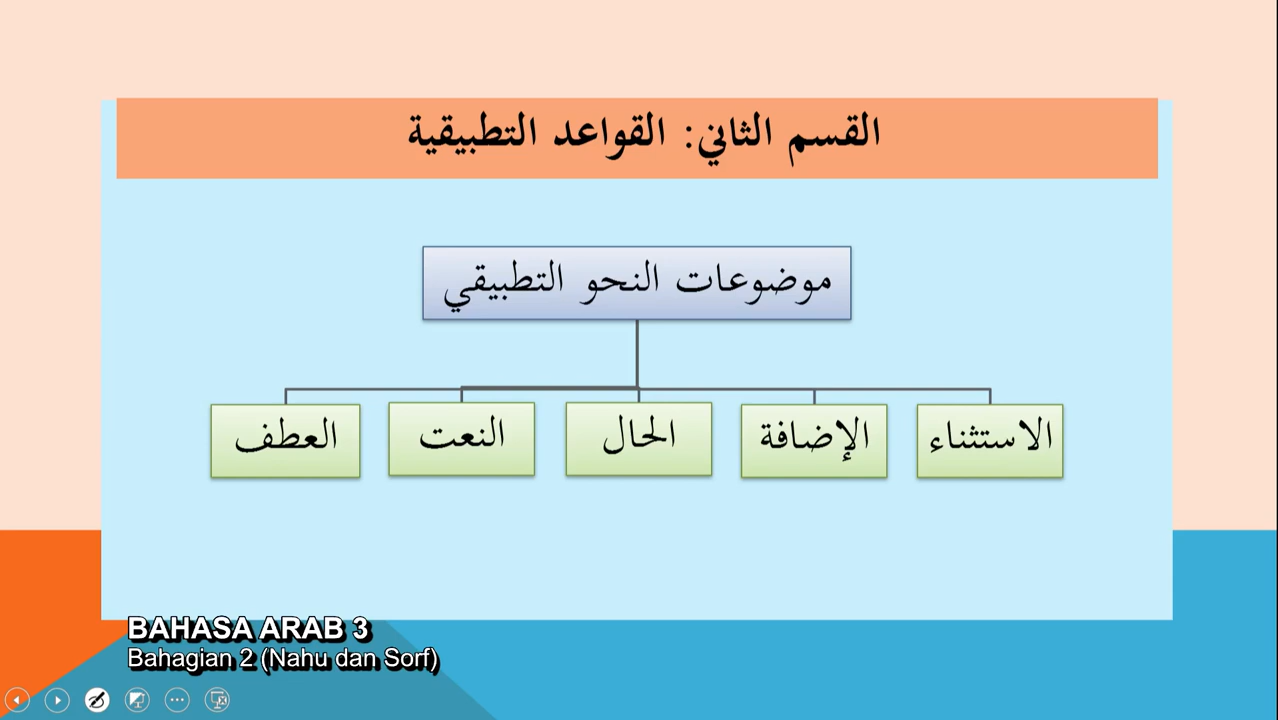 القسم الثاني: القواعد التطبيقية
موضوعات النحو التطبيقي
الاستثناء
الإضافة
الحال
النعت
العطف
BAHASA ARAB 3
Bahagian 2 (Nahu dan Sorf)